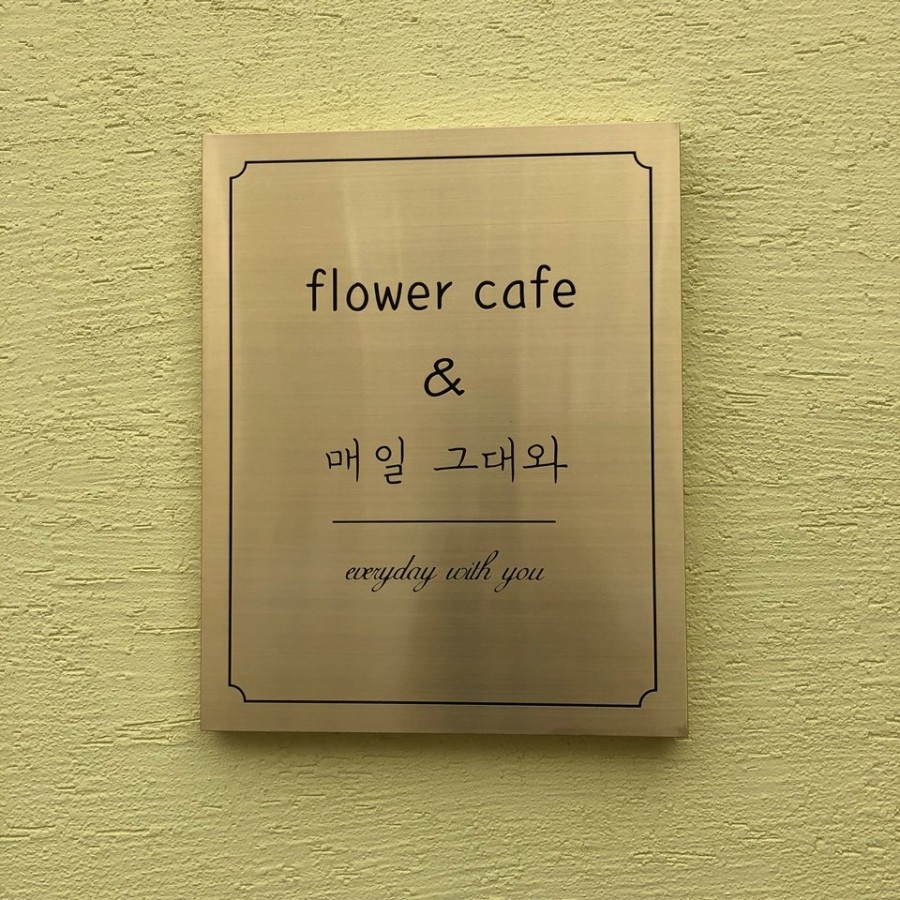 flower cafe
&
매일 그대와
everyday with you